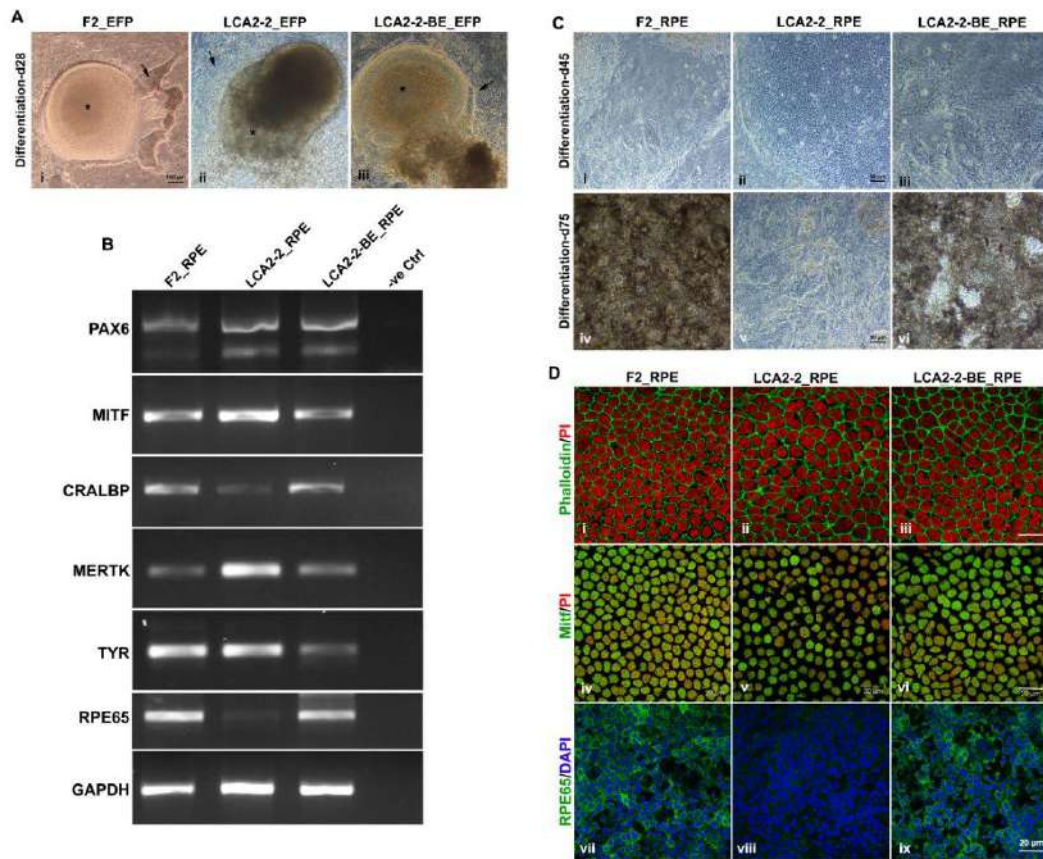 A
F2_EFP
LCA2-2_EFP
LCA2-2-BE_EFP
Differentiation-d28
*
*
*
i
ii
iii
B
F2_RPE
LCA2-2_RPE
LCA2-2-BE_RPE
-ve Ctrl
PAX6
MITF
CRALBP
MERTK
TYR
RPE65
GAPDH
C
F2_RPE
LCA2-2_RPE
LCA2-2-BE_RPE
Differentiation-d45
i
ii
iii
Differentiation-d75
iv
v
vi
D
F2_RPE
LCA2-2_RPE
LCA2-2-BE_RPE
Phalloidin/PI
i
ii
iii
Mitf/PI
iv
v
vi
RPE65/DAPI
vii
viii
ix
20 µm